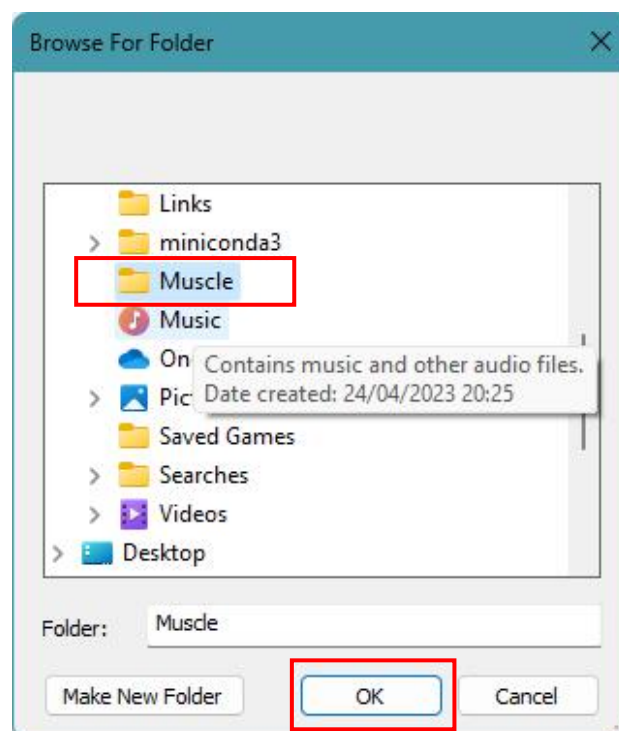 Browse For Folder
Links
miniconda3
Muscle
Music
On
Contains music and other audio files.
Pic
Date created: 24/04/2023 20:25
Saved Games
Searches
Videos
Desktop
Folder: Muscle
Make New Folder OK Cancel